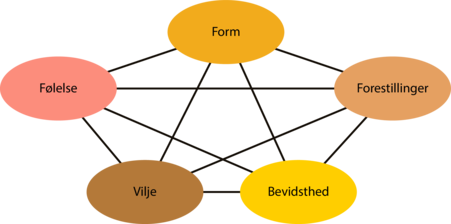 Form
Følelse
Forestillinger
Vilje
Bevidsthed